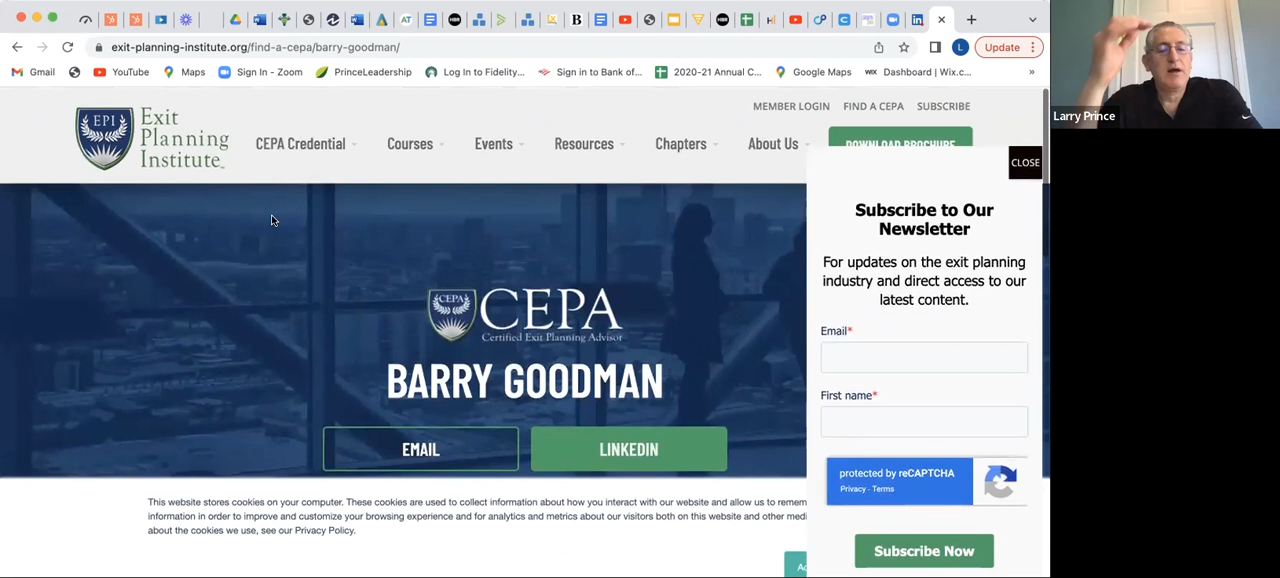 exit-planning-institute.org/find-a-cepa/barry-goodman/
Update
Gmail
YouTube
Maps
Sign In - Zoom
PrinceLeadership
Log In to Fidelity...
Sign in to Bank of...
2020-21 Annual C...
Google Maps
Dashboard | Wix.c...
»
Larry Prince
MEMBER LOGIN
FIND A CEPA
SUBSCRIBE
EPI
Exit
Planning
Institute
CEPA Credential
Courses
Events
Resources
Chapters
About Us
DOWNLOAD BROCHURE
CLOSE
Subscribe to Our
Newsletter
For updates on the exit planning
industry and direct access to our
latest content.
Email*
First name*
protected by reCAPTCHA
Privacy - Terms
Subscribe Now
CEPA
CEPA
Certified Exit Planning Advisor
BARRY GOODMAN
EMAIL
LINKEDIN
This website stores cookies on your computer. These cookies are used to collect information about how you interact with our website and allow us to remem
information in order to improve and customize your browsing experience and for analytics and metrics about our visitors both on this website and other medi
about the cookies we use, see our Privacy Policy.